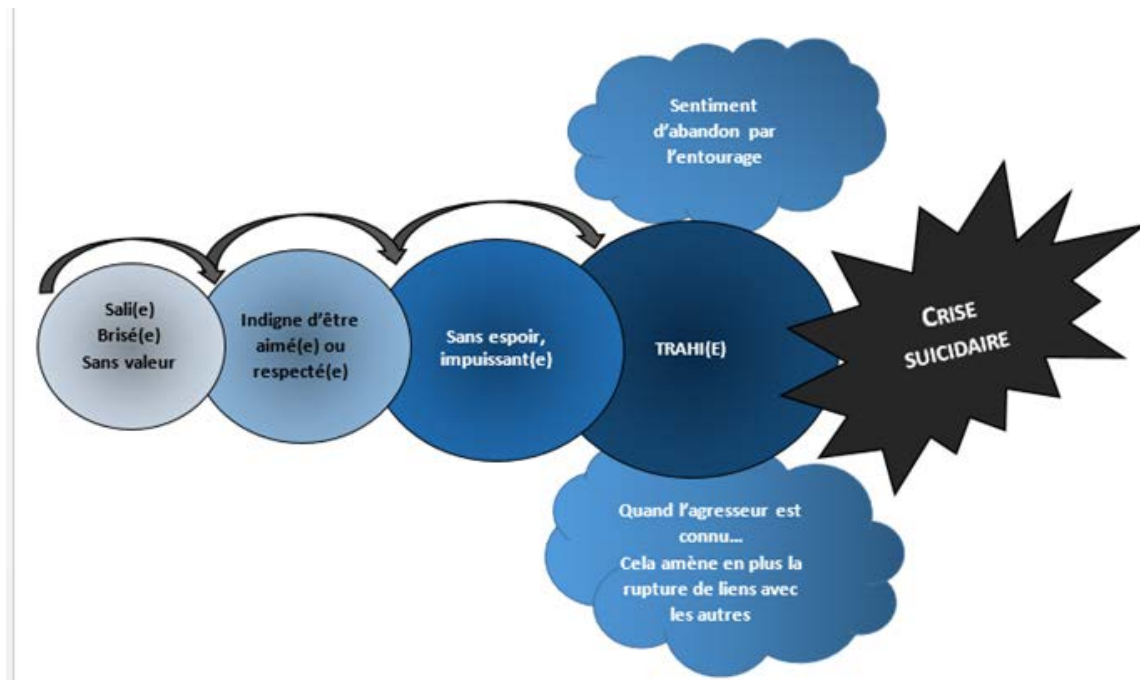 Sentiment
d'abandon par
l'entourage
Sali(e)
Brisé(e)
Sans valeur
Indigne d'être
aimé(e) ou
respecté(e)
Sans espoir,
impuissant(e)
TRAHI(E)
CRISE
SUICIDAIRE
Quand l'agresseur est
connu...
Cela amène en plus la
rupture de liens avec
les autres